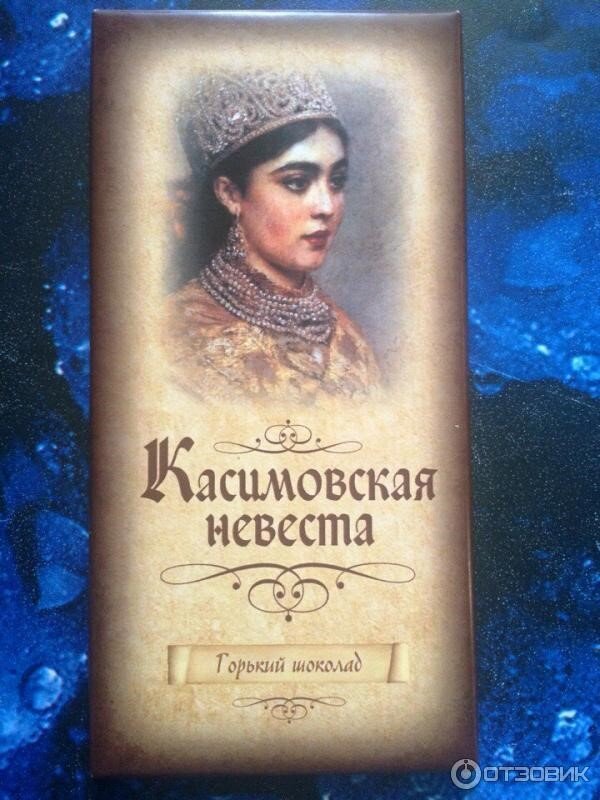 Касимовская
невеста
Горький шоколад
ОТЗОВИК